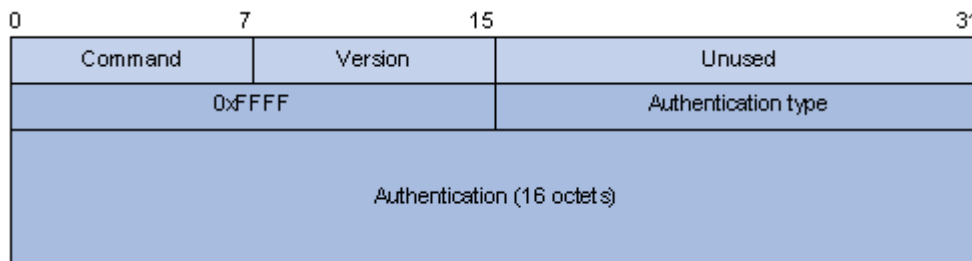 0 7 15 31
Command Version Unused
0xFFFF Authentication type
Authentication (16 octets)